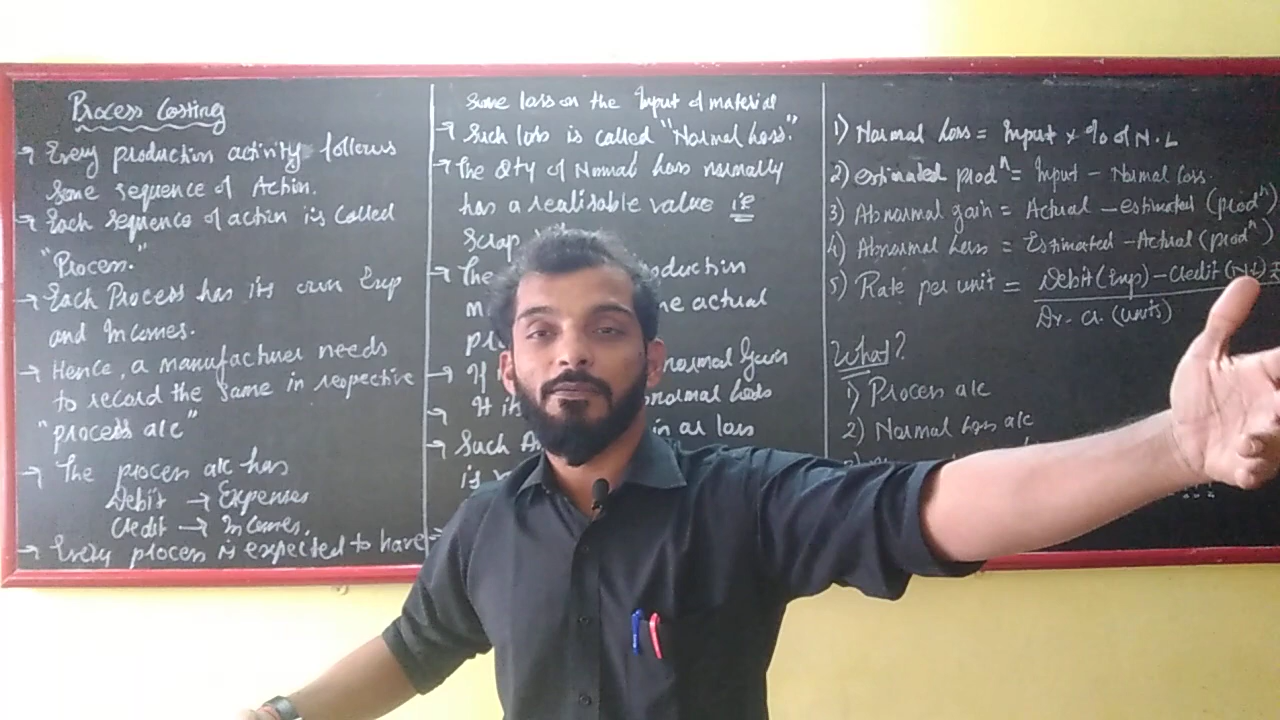 Process Costing
→ Every production activity follows
some sequence of Action.
→ Each sequence of action is called
"Process."
→ Each Process has its own Exp
and Incomes.
→ Hence, a manufacturer needs
to record the same in respective
"process a/c"
→ The process a/c has
Debit → Expenses
Credit → Incomes.
→ Every process is expected to have
some loss on the Input of material
→ Such loss is called "Normal Loss."
→ The Qty of Normal Loss normally
has a realisable value ie
Scrap
→ The
actual
→ If Gain
→ If
→ Such as loss
is
1) Normal Loss = Input x % of N.L
2) estimated prodⁿ = Input - Normal Loss.
3) Abnormal gain = Actual - estimated (prodⁿ)
4) Abnormal Loss = Estimated - Actual (prodⁿ)
5) Rate per unit = Debit (Exp) - Credit (N.L)
Dr - Cr. (units)
What?
1) Process a/c
2) Normal Loss a/c